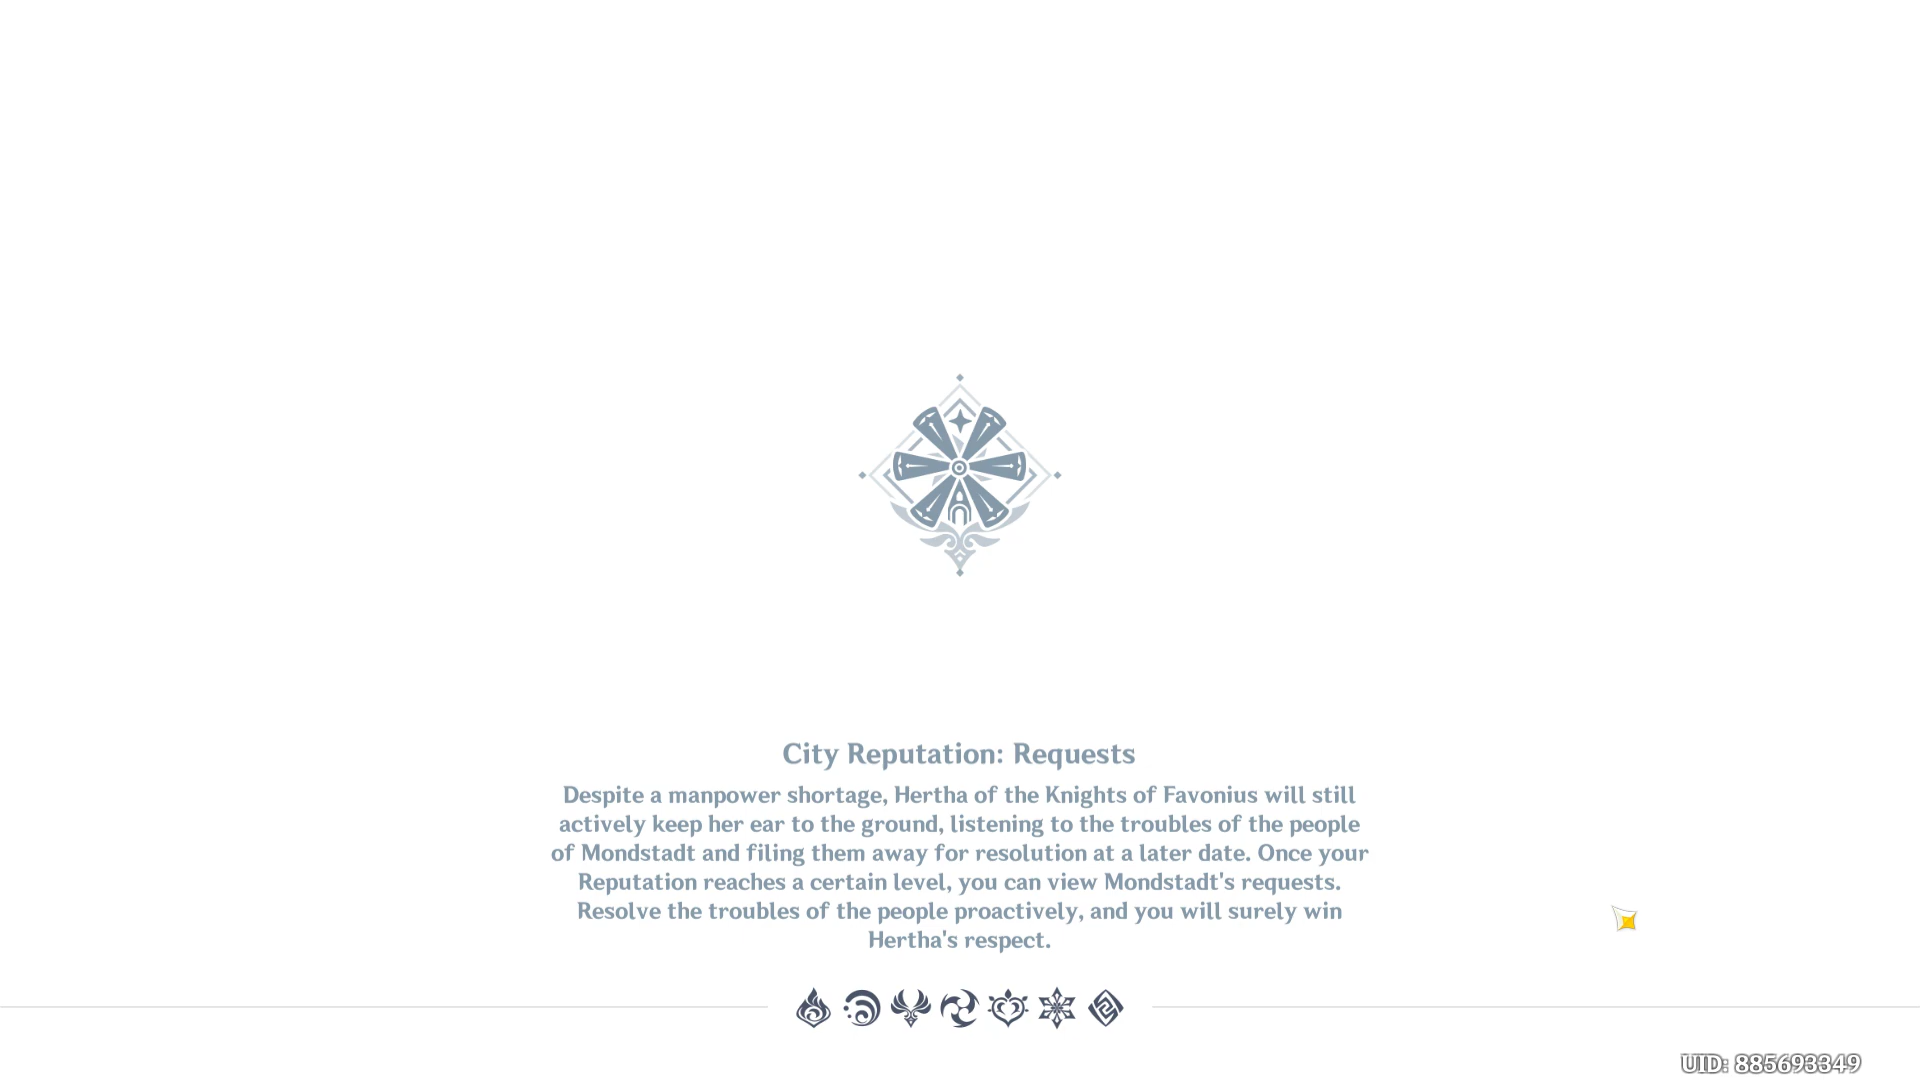 City Reputation: Requests
Despite a manpower shortage, Hertha of the Knights of Favonius will still
actively keep her ear to the ground, listening to the troubles of the people
of Mondstadt and filing them away for resolution at a later date. Once your
Reputation reaches a certain level, you can view Mondstadt's requests.
Resolve the troubles of the people proactively, and you will surely win
Hertha's respect.
UID: 885693349